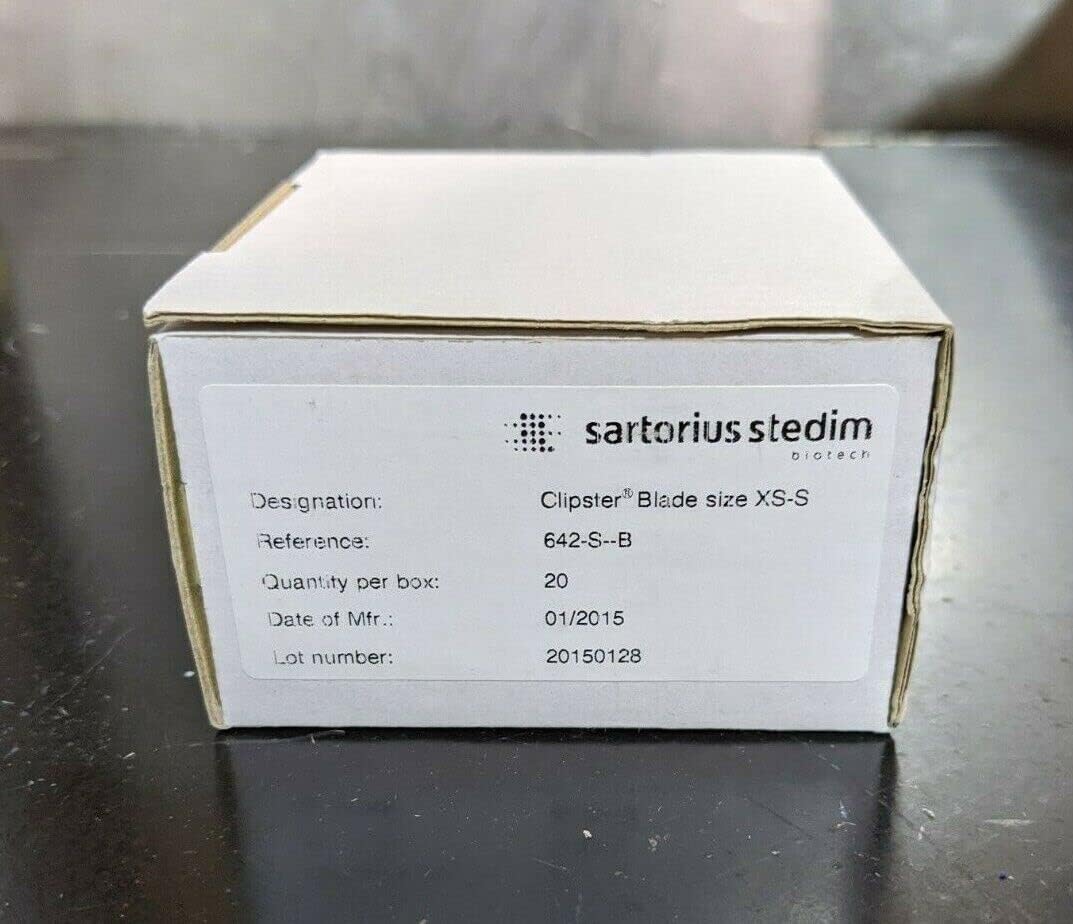 sartorius stedim
biotech
Designation: Clipster® Blade size XS-S
Reference: 642-S--B
Quantity per box: 20
Date of Mfr.: 01/2015
Lot number: 20150128